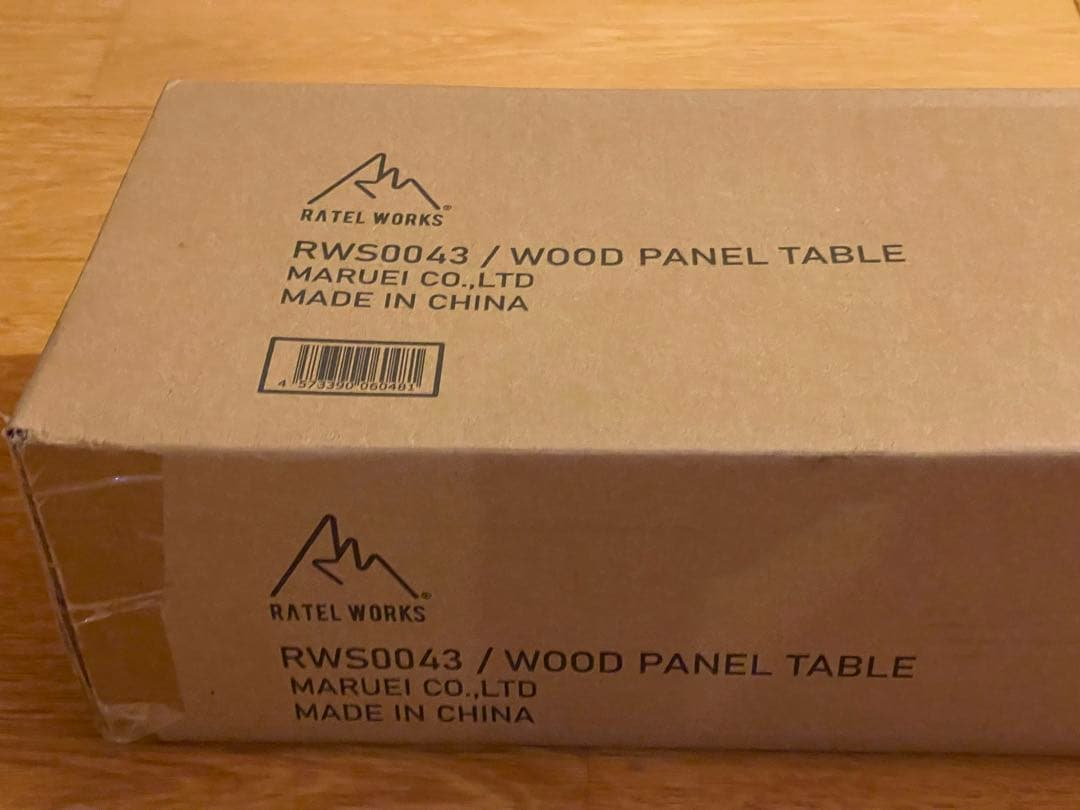 RATEL WORKS®
RWS0043 / WOOD PANEL TABLE
MARUEI CO.,LTD
MADE IN CHINA
4 573390 060481
RATEL WORKS®
RWS0043 / WOOD PANEL TABLE
MARUEI CO.,LTD
MADE IN CHINA